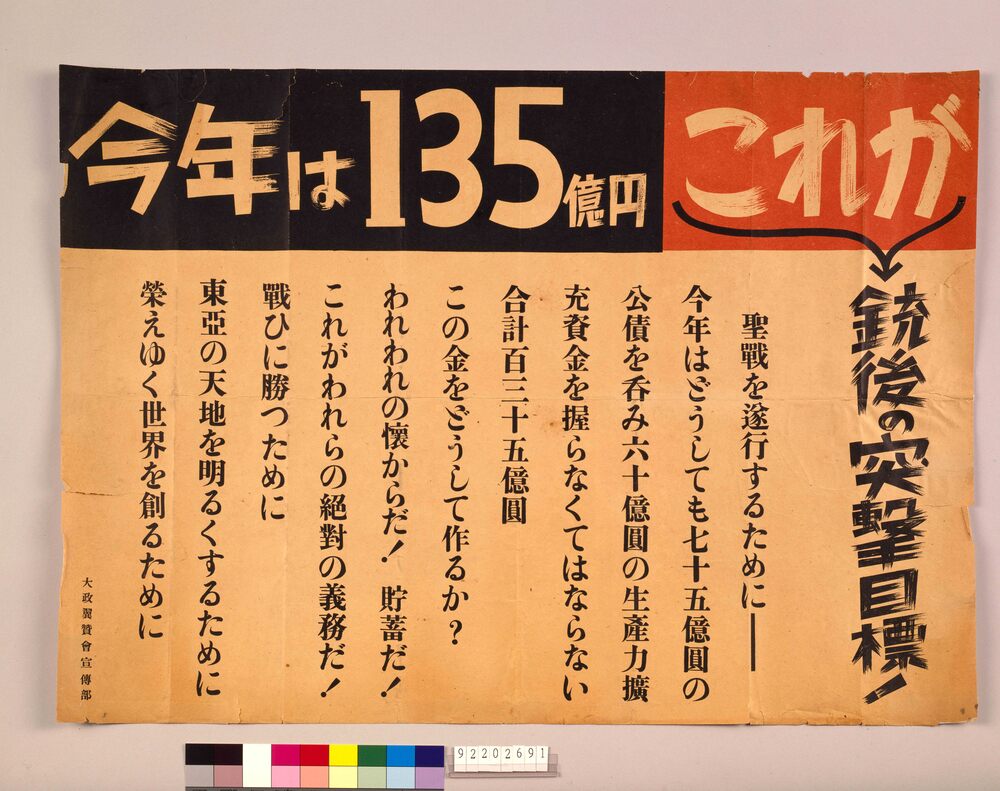 今年は135億円
これが
銃後の突撃目標！
聖戰を遂行するために――
今年はどうしても七十五億圓の
公債を呑み六十億圓の生產力擴
充資金を握らなくてはならない
合計百三十五億圓
この金をどうして作るか？
われわれの懷からだ！　貯蓄だ！
これがわれらの絕對の義務だ！
戰ひに勝つために
東亞の天地を明るくするために
榮えゆく世界を創るために
大政翼贊會宣傳部
92202691